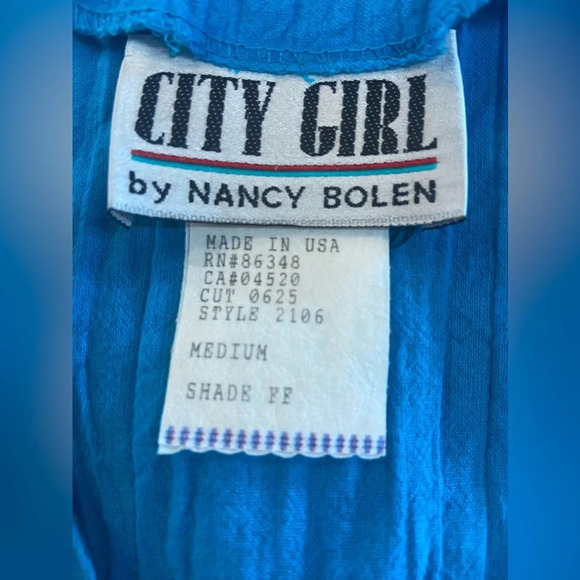 CITY GIRL
by NANCY BOLEN
MADE IN USA
RN#86348
CA#04520
CUT 0625
STYLE 2106
MEDIUM
SHADE FF